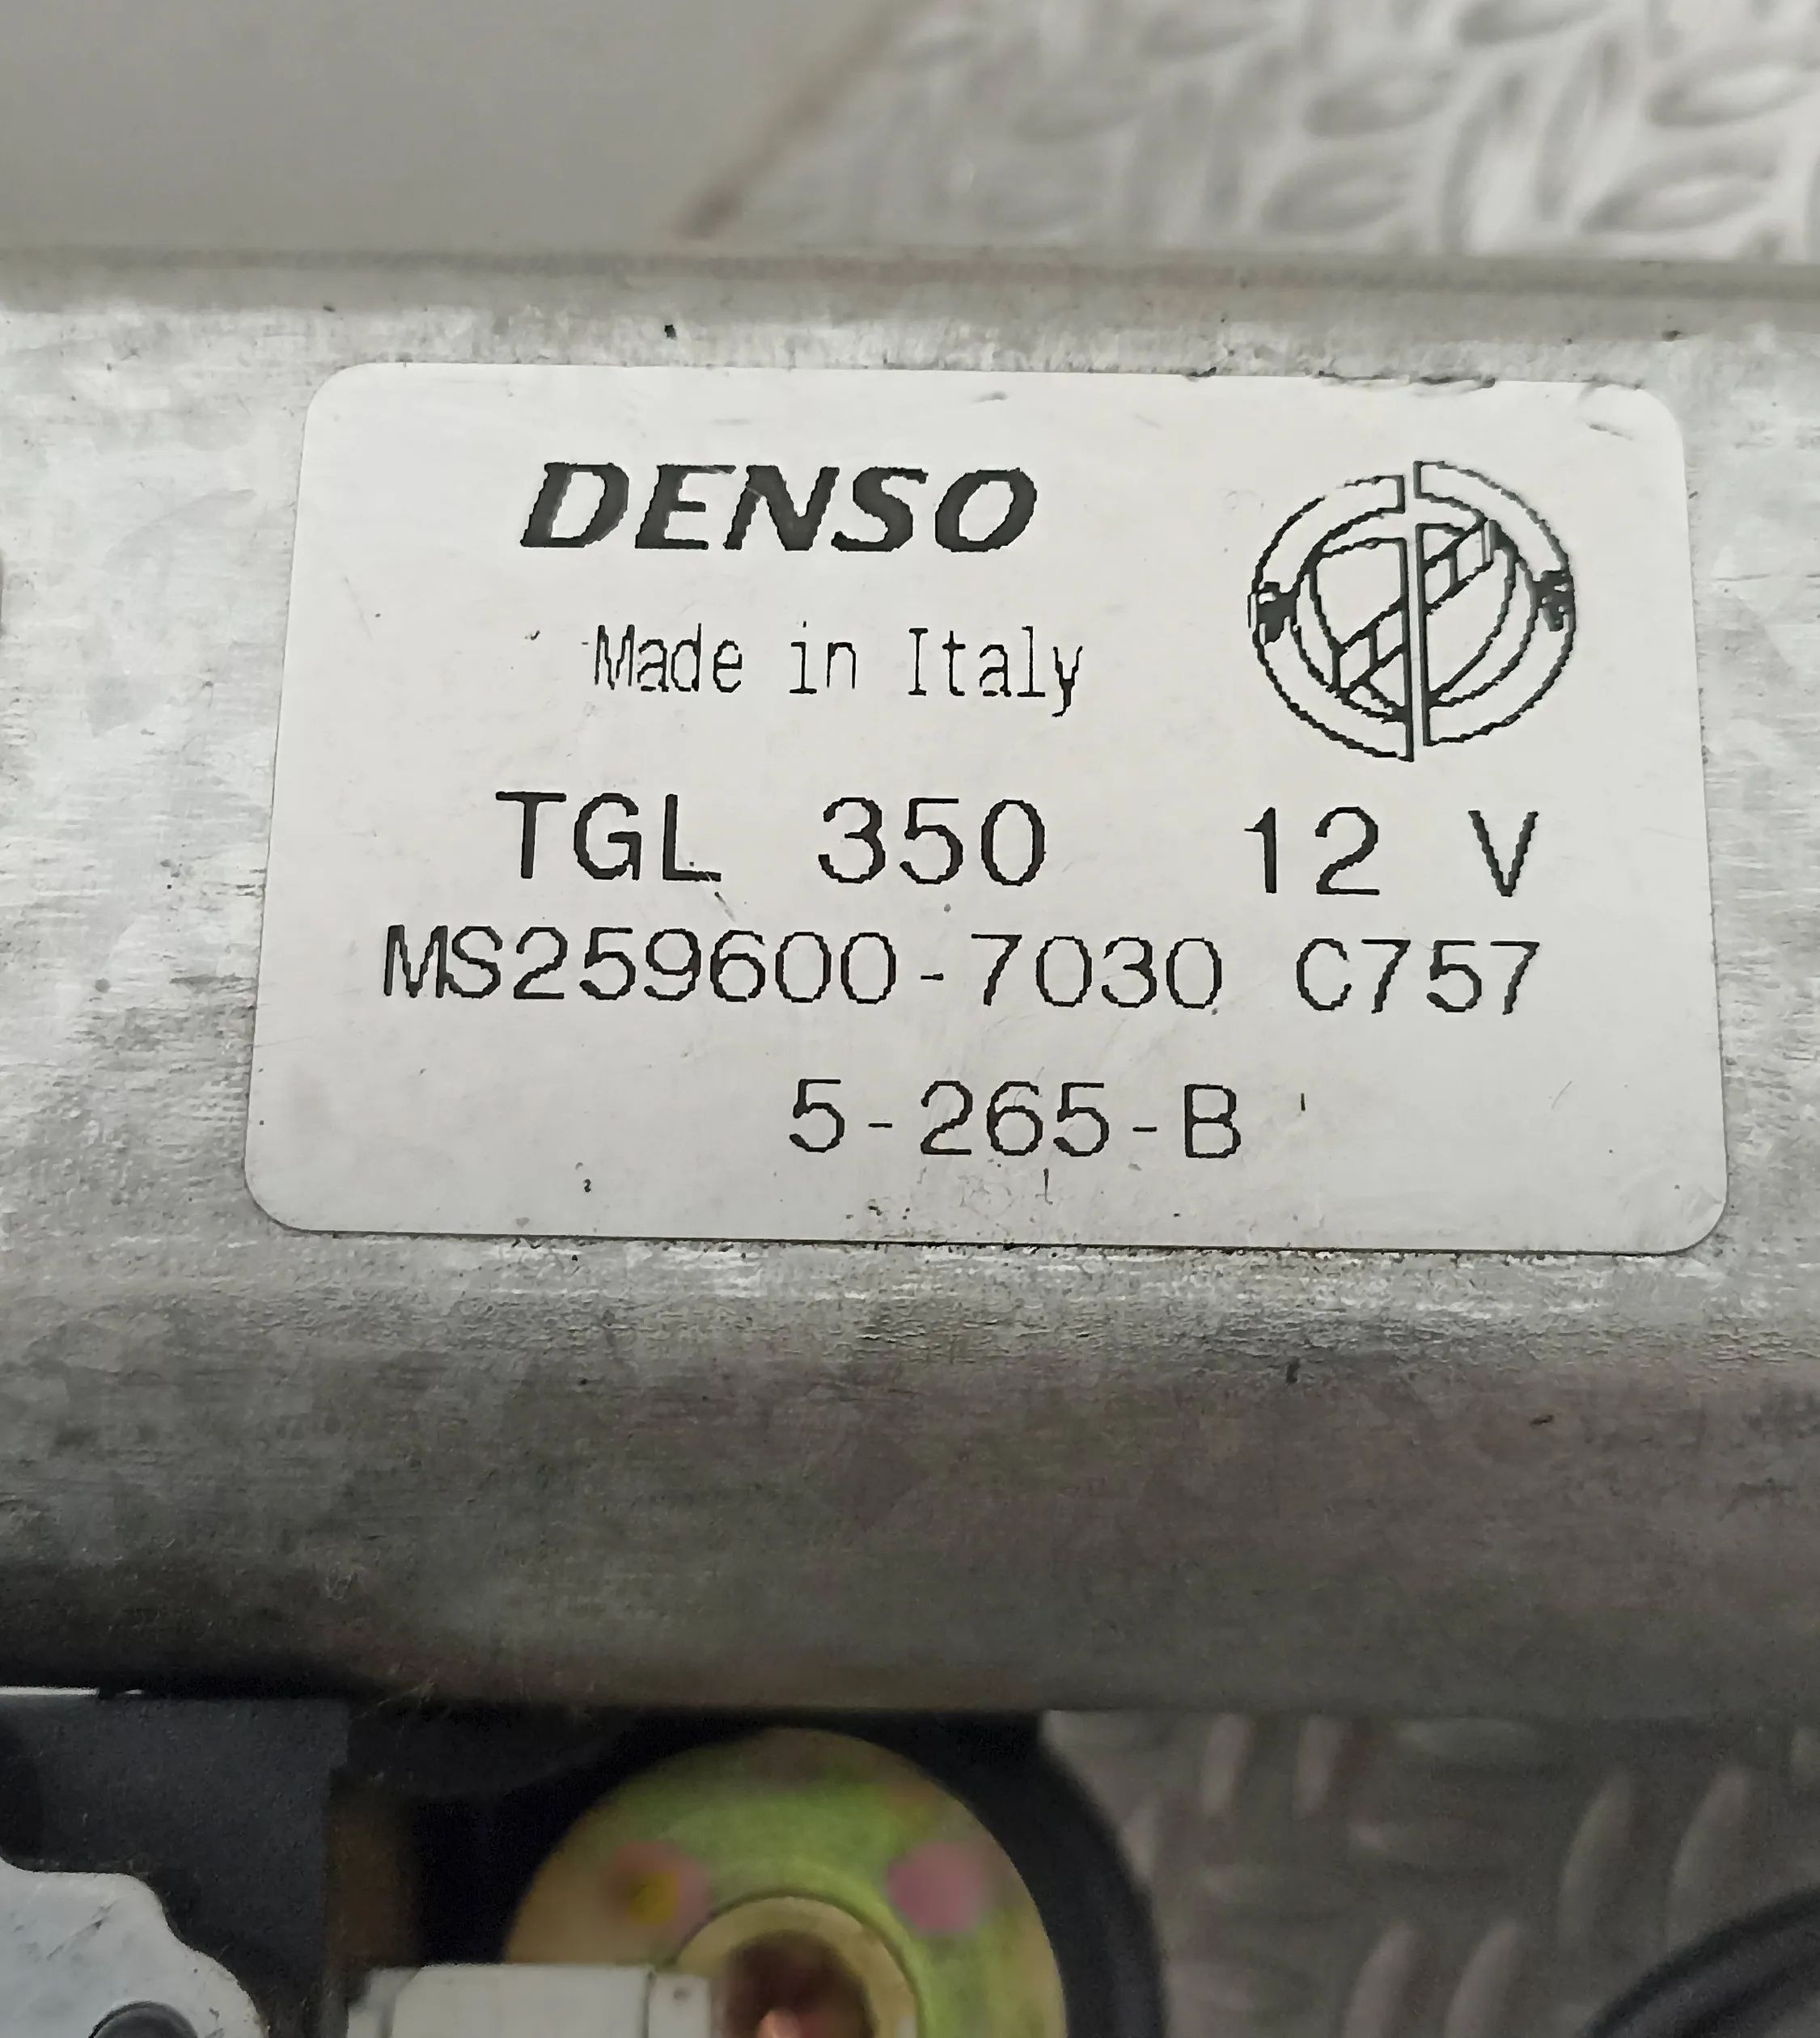 DENSO
Made in Italy
TGL 350 12 V
MS259600-7030 C757
5-265-B